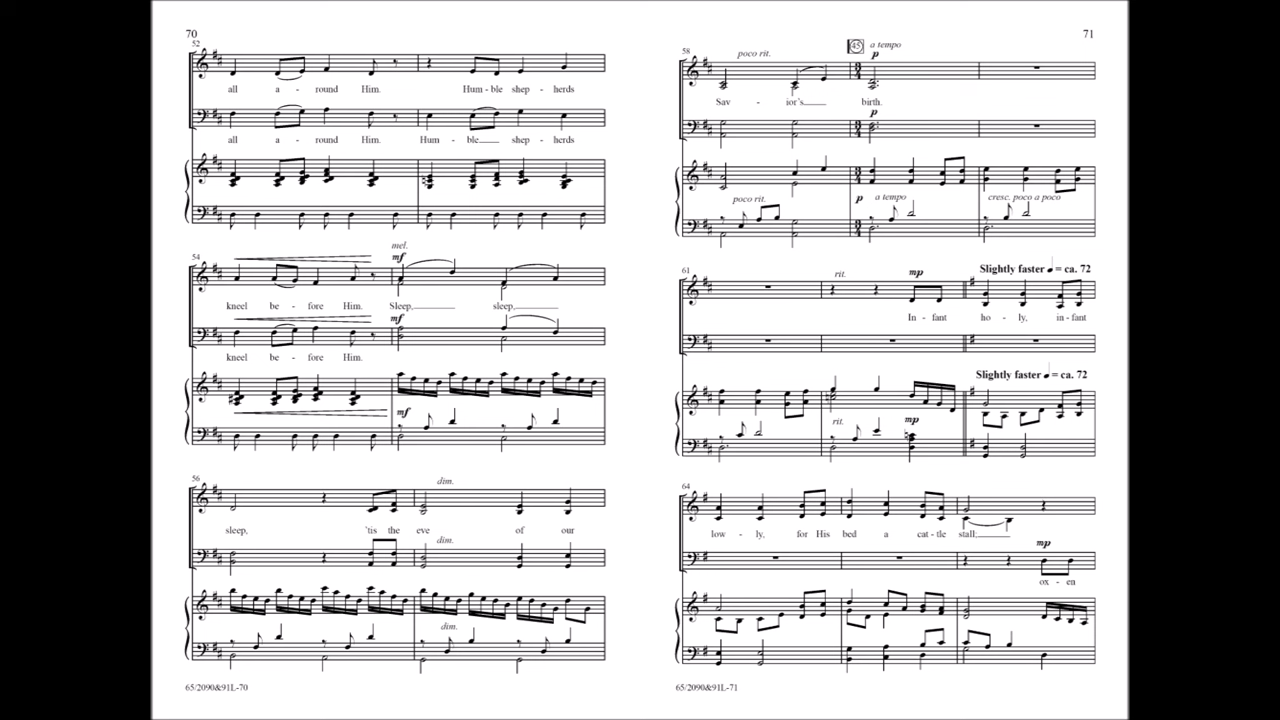 70
52
all a - round Him. Hum - ble shep - herds
all a - round Him. Hum - ble shep - herds
54
mel.
mf
kneel be - fore Him. Sleep, sleep,
mf
kneel be - fore Him.
mf
56
dim.
sleep, 'tis the eve of our
dim.
dim.
65/2090&91L-70
71
58
poco rit. 45 a tempo
p
Sav - ior's birth.
p
poco rit. p a tempo cresc. poco a poco
61
Slightly faster ♩ = ca. 72
rit. mp
In - fant ho - ly, in - fant
Slightly faster ♩ = ca. 72
rit. mp
64
low - ly, for His bed a cat - tle stall;
mp
ox - en
65/2090&91L-71